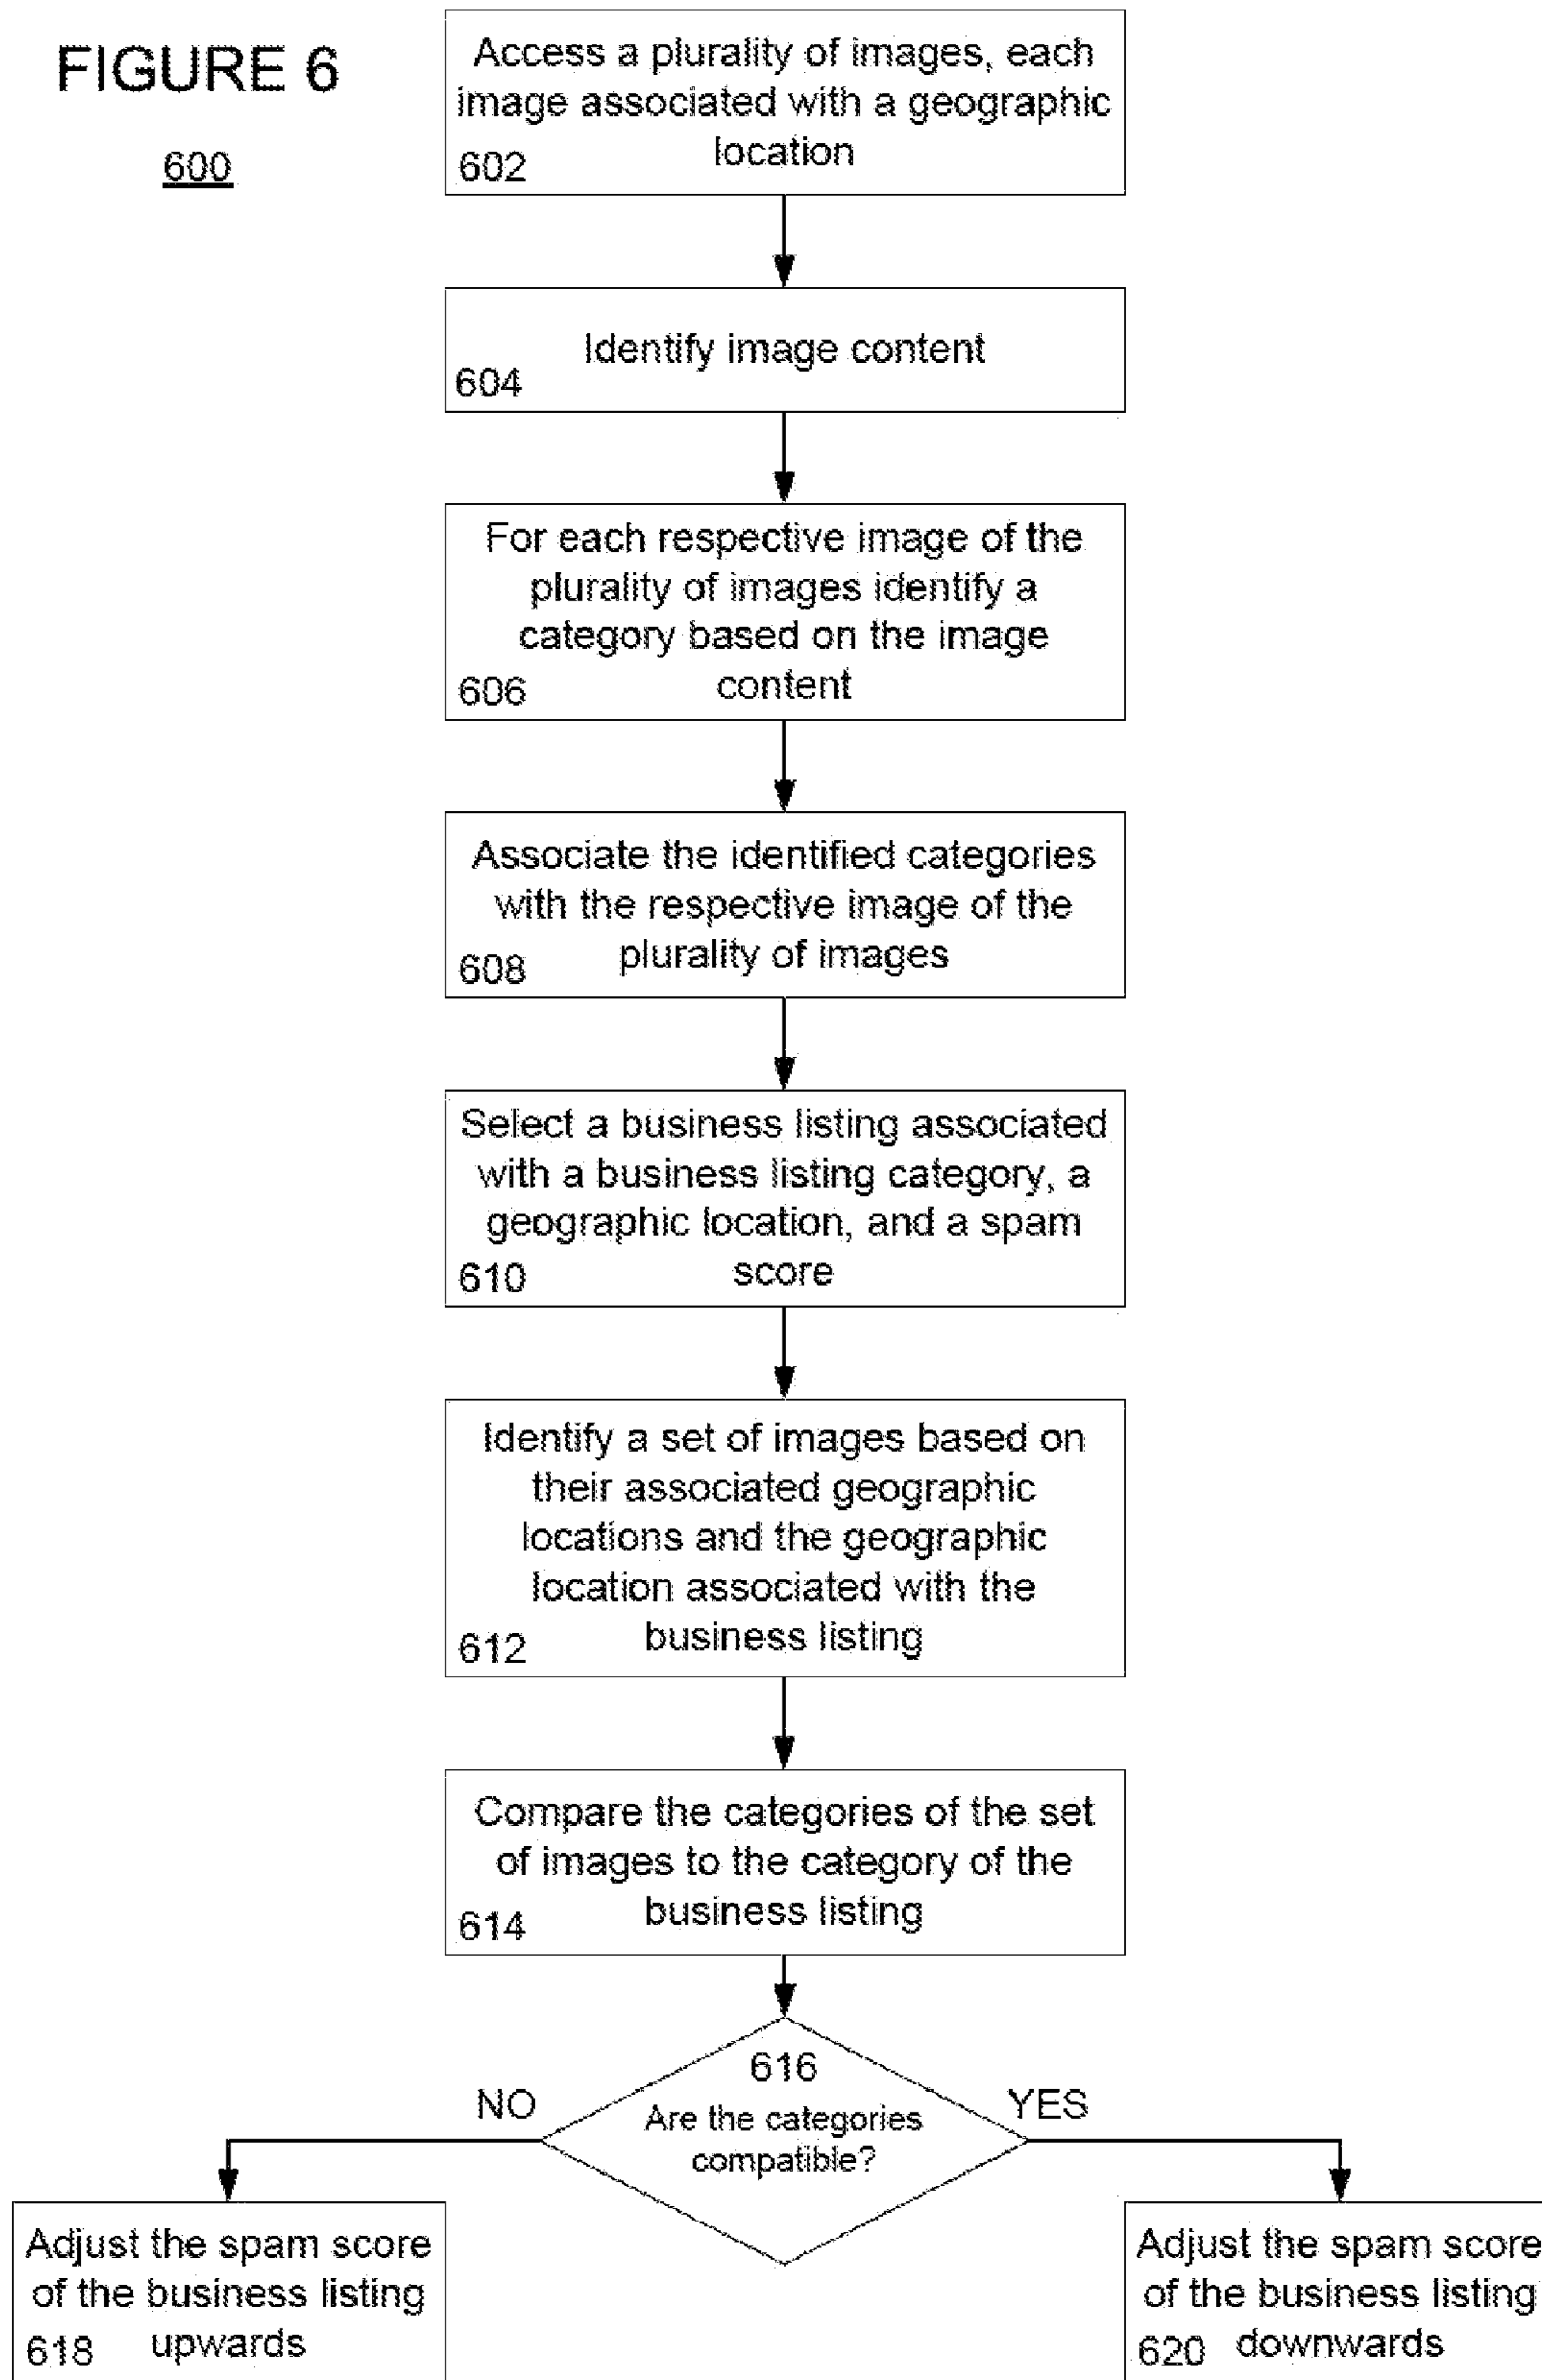 FIGURE 6
600
Access a plurality of images, each
image associated with a geographic
location
602
Identify image content
604
For each respective image of the
plurality of images identify a
category based on the image
content
606
Associate the identified categories
with the respective image of the
plurality of images
608
Select a business listing associated
with a business listing category, a
geographic location, and a spam
score
610
Identify a set of images based on
their associated geographic
locations and the geographic
location associated with the
business listing
612
Compare the categories of the set
of images to the category of the
business listing
614
616
Are the categories
compatible?
NO
YES
Adjust the spam score
of the business listing
upwards
618
Adjust the spam score
of the business listing
downwards
620